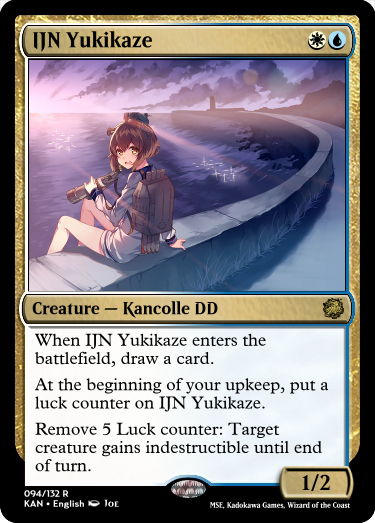 IJN Yukikaze
Creature — Kancolle DD
When IJN Yukikaze enters the
battlefield, draw a card.
At the beginning of your upkeep, put a
luck counter on IJN Yukikaze.
Remove 5 Luck counter: Target
creature gains indestructible until end
of turn.
1/2
094/132 R
KAN • English JOE
MSE, Kadokawa Games, Wizard of the Coast